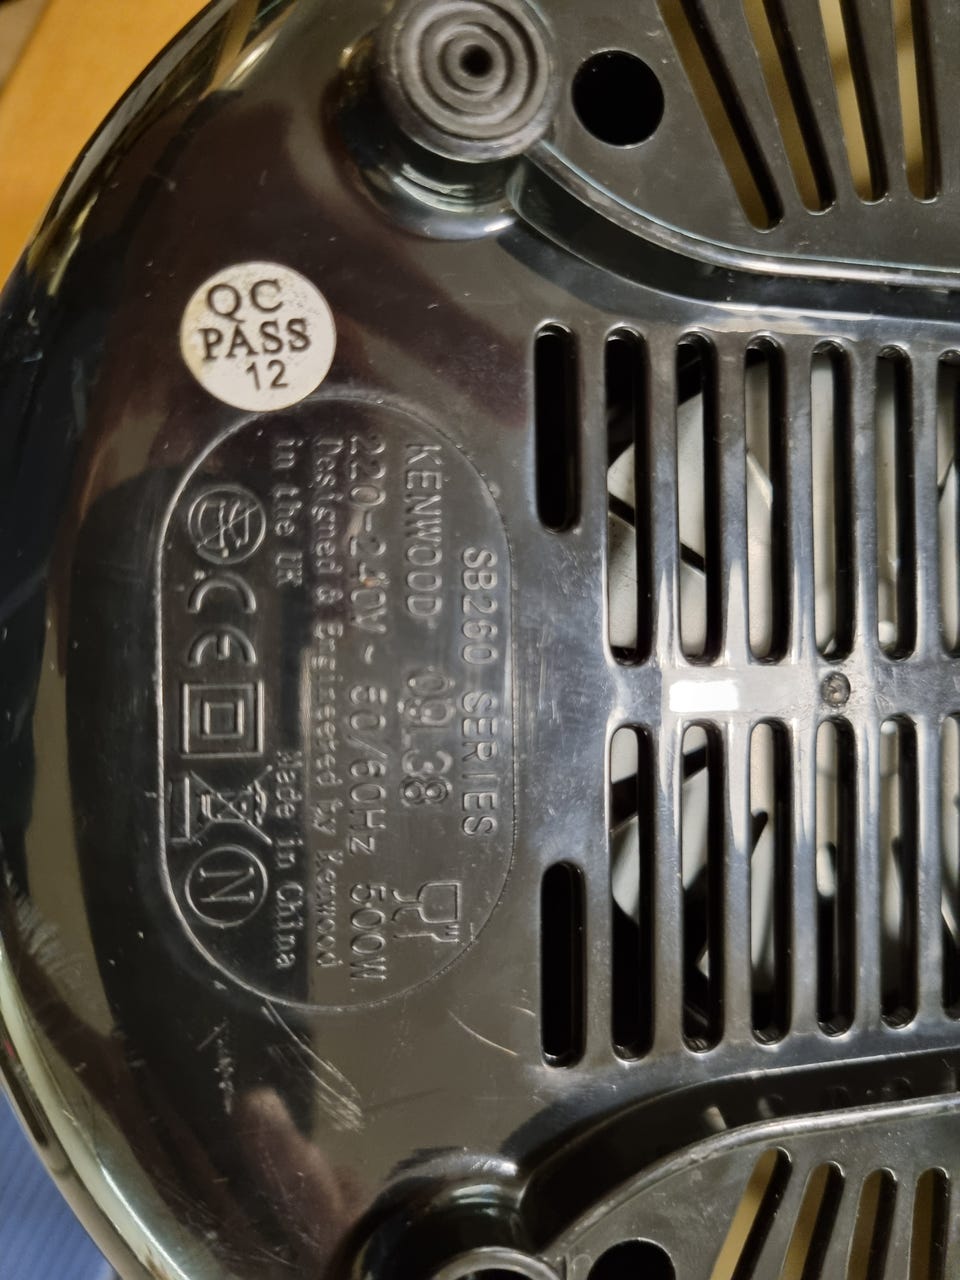 QC
PASS
12
SB260 SERIES
KENWOOD 09L38
220-240V ~ 50/60Hz 500W
Designed & Engineered by Kenwood
in the UK Made in China
CE
N